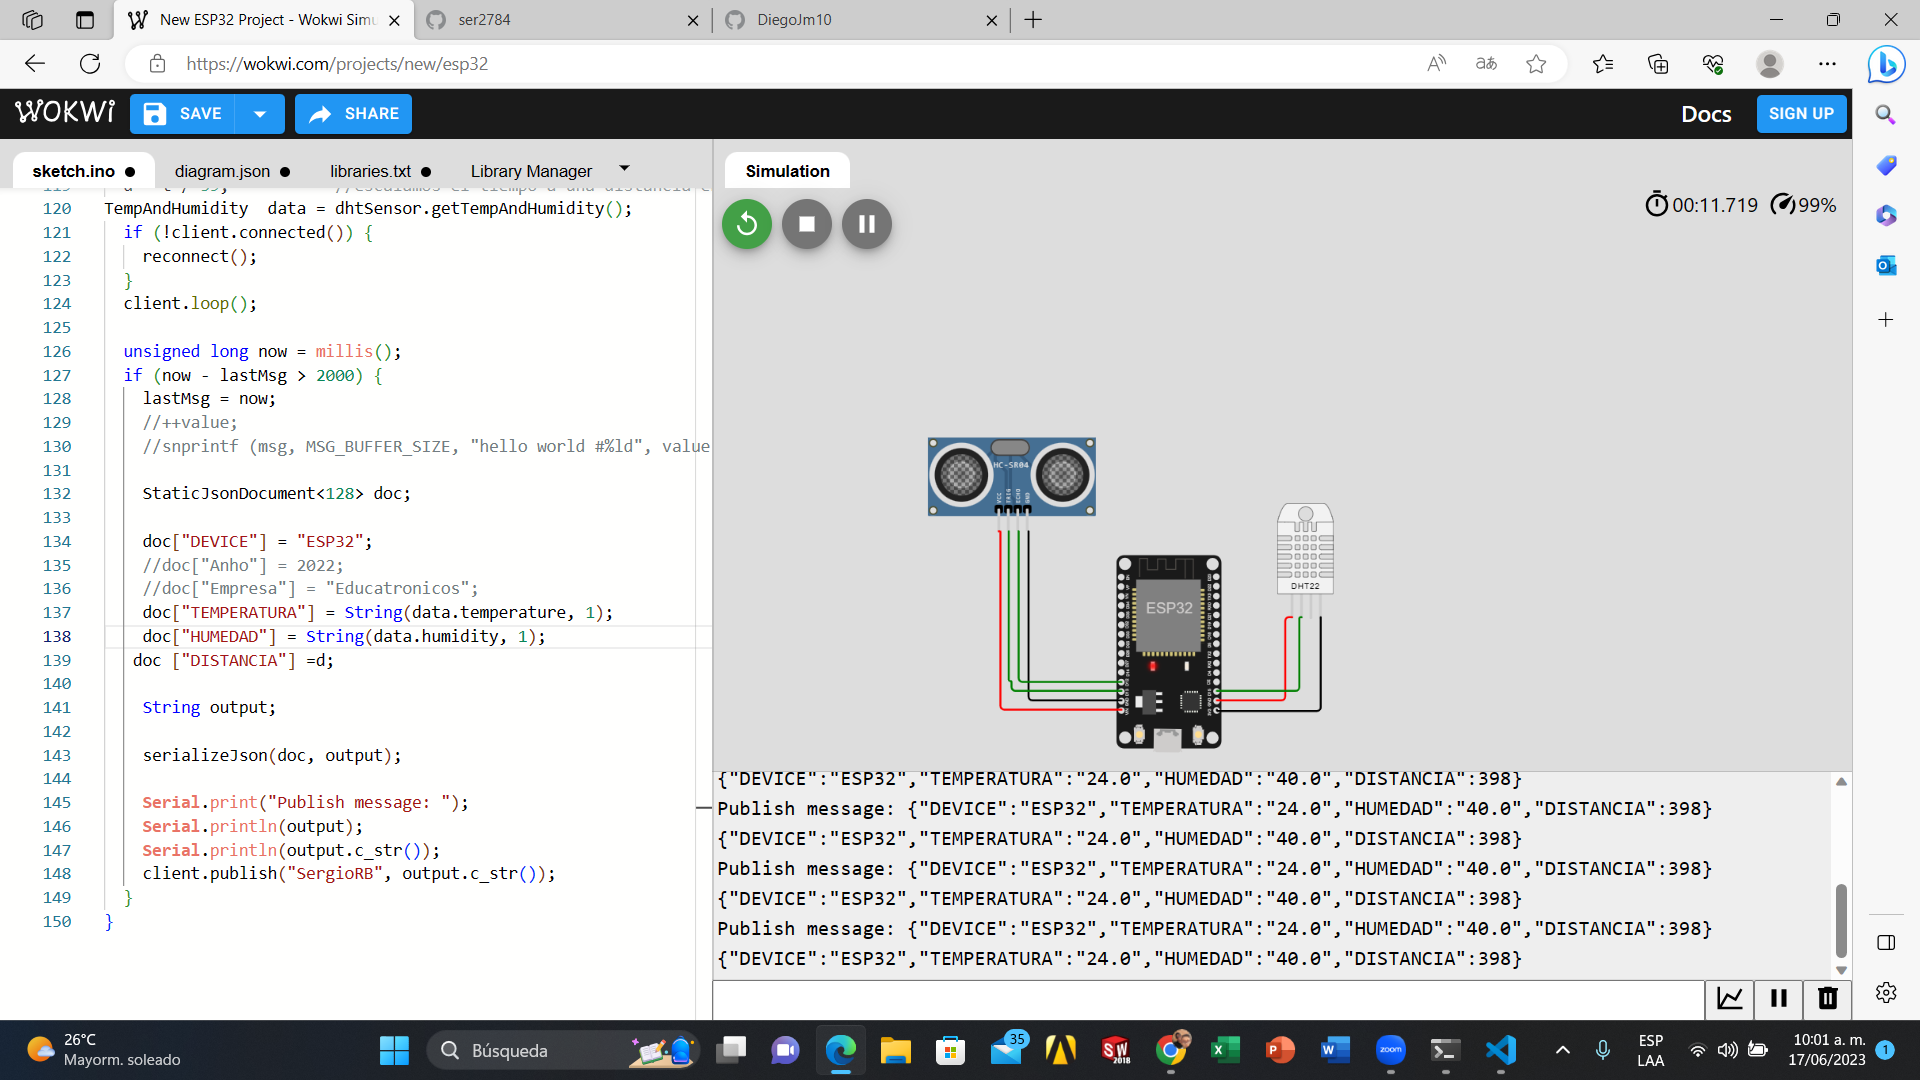 New ESP32 Project - Wokwi Simu
ser2784
DiegoJm10
https://wokwi.com/projects/new/esp32
WOKWI
SAVE
SHARE
Docs
SIGN UP
sketch.ino
diagram.json
libraries.txt
Library Manager
Simulation
00:11.719
99%
120 TempAndHumidity  data = dhtSensor.getTempAndHumidity();
121 if (!client.connected()) {
122 reconnect();
123 }
124 client.loop();
125
126 unsigned long now = millis();
127 if (now - lastMsg > 2000) {
128 lastMsg = now;
129 //++value;
130 //snprintf (msg, MSG_BUFFER_SIZE, "hello world #%ld", value
131
132 StaticJsonDocument<128> doc;
133
134 doc["DEVICE"] = "ESP32";
135 //doc["Anho"] = 2022;
136 //doc["Empresa"] = "Educatronicos";
137 doc["TEMPERATURA"] = String(data.temperature, 1);
138 doc["HUMEDAD"] = String(data.humidity, 1);
139 doc ["DISTANCIA"] =d;
140
141 String output;
142
143 serializeJson(doc, output);
144
145 Serial.print("Publish message: ");
146 Serial.println(output);
147 Serial.println(output.c_str());
148 client.publish("SergioRB", output.c_str());
149 }
150 }
HC-SR04
VCC
TRIG
ECHO
GND
ESP32
DHT22
{"DEVICE":"ESP32","TEMPERATURA":"24.0","HUMEDAD":"40.0","DISTANCIA":398}
Publish message: {"DEVICE":"ESP32","TEMPERATURA":"24.0","HUMEDAD":"40.0","DISTANCIA":398}
{"DEVICE":"ESP32","TEMPERATURA":"24.0","HUMEDAD":"40.0","DISTANCIA":398}
Publish message: {"DEVICE":"ESP32","TEMPERATURA":"24.0","HUMEDAD":"40.0","DISTANCIA":398}
{"DEVICE":"ESP32","TEMPERATURA":"24.0","HUMEDAD":"40.0","DISTANCIA":398}
Publish message: {"DEVICE":"ESP32","TEMPERATURA":"24.0","HUMEDAD":"40.0","DISTANCIA":398}
{"DEVICE":"ESP32","TEMPERATURA":"24.0","HUMEDAD":"40.0","DISTANCIA":398}
26°C
Mayorm. soleado
Búsqueda
35
2018
zoom
ESP
LAA
10:01 a. m.
17/06/2023
1